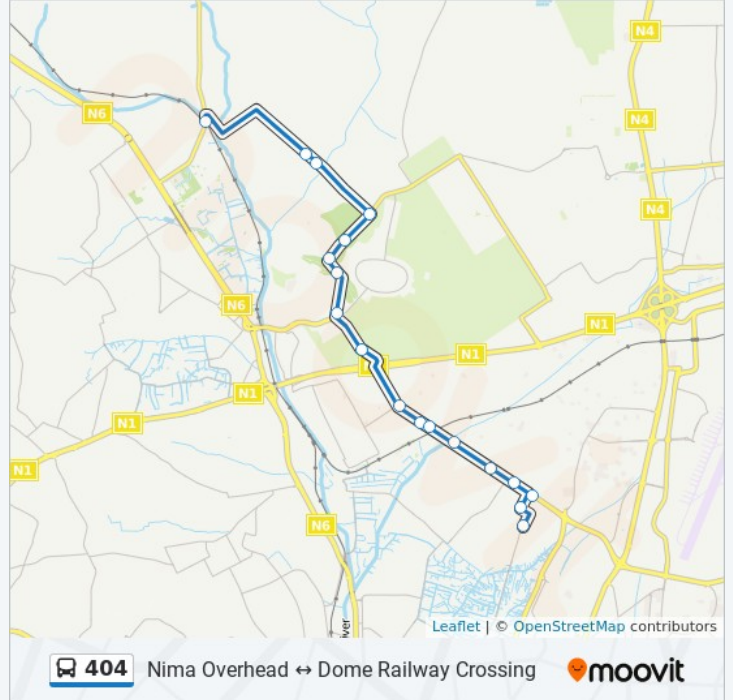 N4
N6
N4
N4
N6
N1
N1
N1
N1
N1
N6
iver
Leaflet | © OpenStreetMap contributors
404 Nima Overhead ↔ Dome Railway Crossing moovit